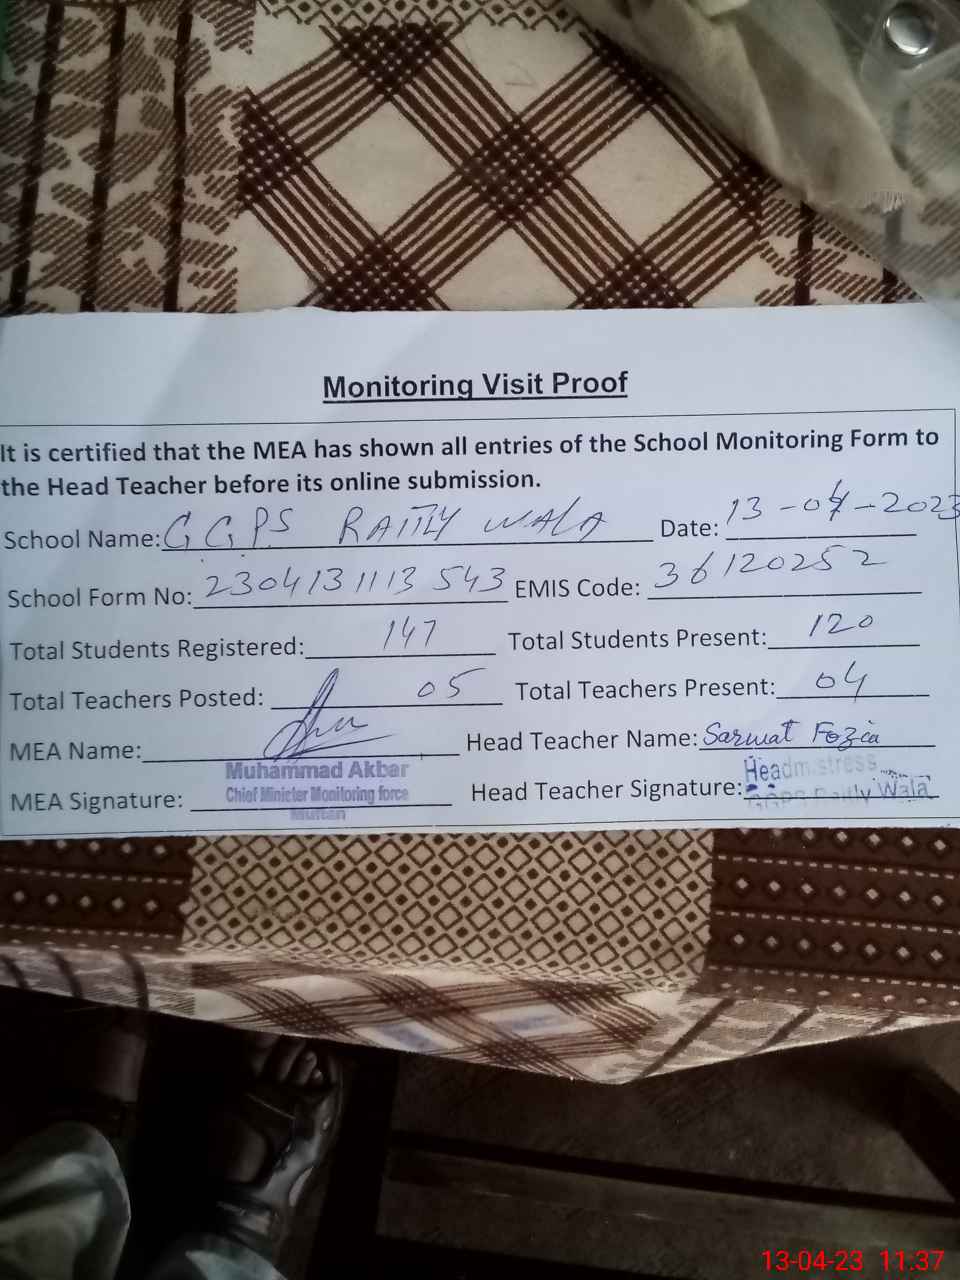 Monitoring Visit Proof
It is certified that the MEA has shown all entries of the School Monitoring Form to
the Head Teacher before its online submission.
School Name: GGPS RAITLY WALA Date: 13-04-2023
School Form No: 2304131113543 EMIS Code: 36120252
Total Students Registered: 147 Total Students Present: 120
Total Teachers Posted: 05 Total Teachers Present: 04
MEA Name: Head Teacher Name: Sarwat Fozia
Muhammad Akbar Headmistress
MEA Signature: Chief Minister Monitoring force Head Teacher Signature: GGPS Raitly Wala
Multan
13-04-23 11:37